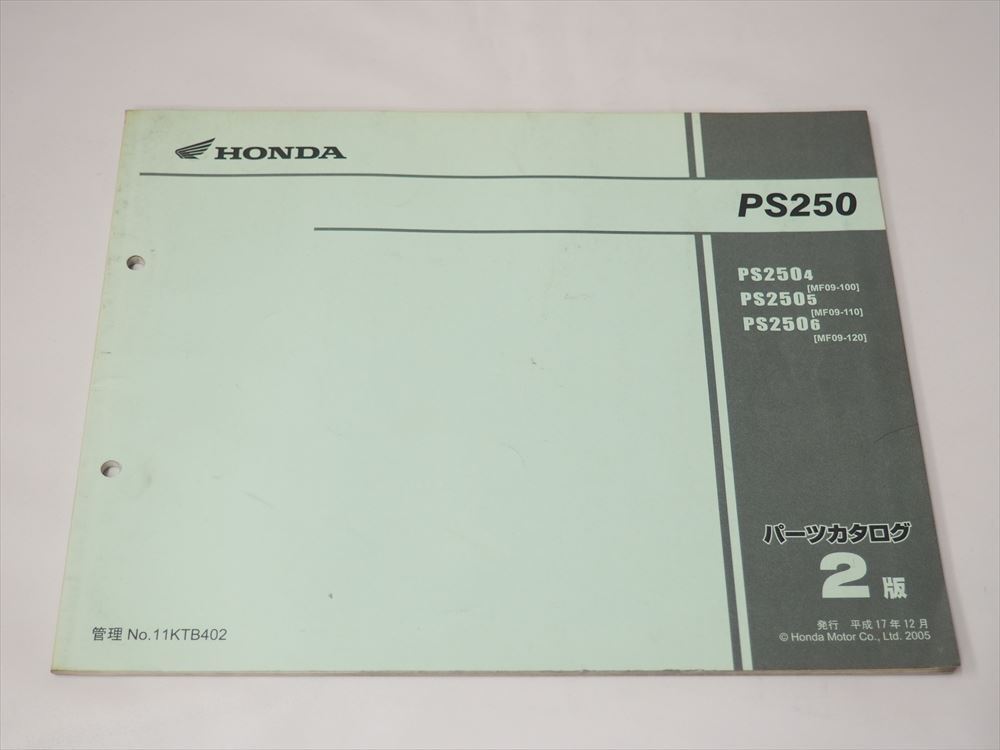 HONDA
PS250
PS2504
[MF09-100]
PS2505
[MF09-110]
PS2506
[MF09-120]
パーツカタログ
2版
発行 平成17年12月
© Honda Motor Co., Ltd. 2005
管理 No.11KTB402